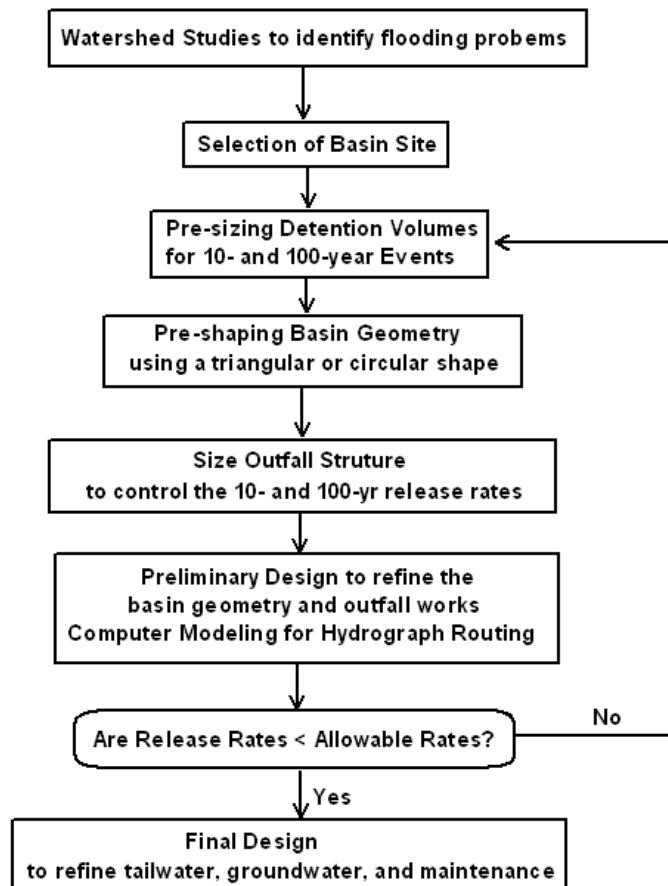 Watershed Studies to identify flooding probems
Selection of Basin Site
Pre-sizing Detention Volumes
for 10- and 100-year Events
Pre-shaping Basin Geometry
using a triangular or circular shape
Size Outfall Struture
to control the 10- and 100-yr release rates
Preliminary Design to refine the
basin geometry and outfall works
Computer Modeling for Hydrograph Routing
Are Release Rates < Allowable Rates?
No
Yes
Final Design
to refine tailwater, groundwater, and maintenance